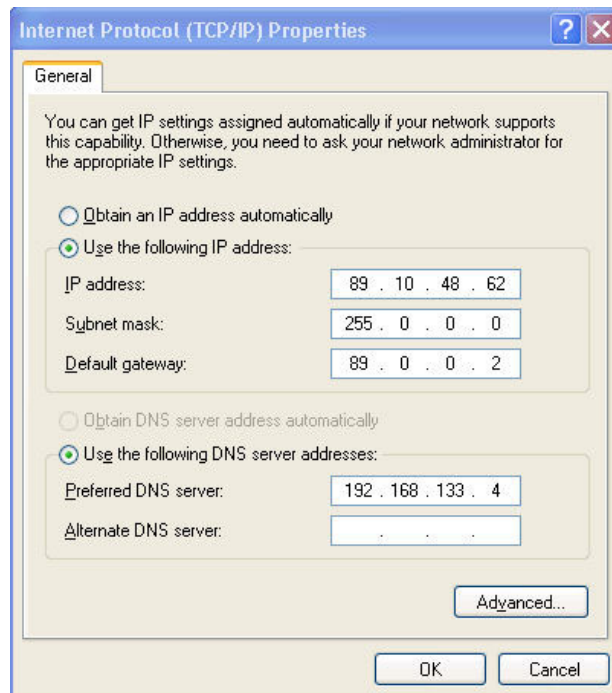 Internet Protocol (TCP/IP) Properties
General
You can get IP settings assigned automatically if your network supports
this capability. Otherwise, you need to ask your network administrator for
the appropriate IP settings.
Obtain an IP address automatically
Use the following IP address:
IP address: 89 . 10 . 48 . 62
Subnet mask: 255 . 0 . 0 . 0
Default gateway: 89 . 0 . 0 . 2
Obtain DNS server address automatically
Use the following DNS server addresses:
Preferred DNS server: 192 . 168 . 133 . 4
Alternate DNS server: . . .
Advanced...
OK Cancel